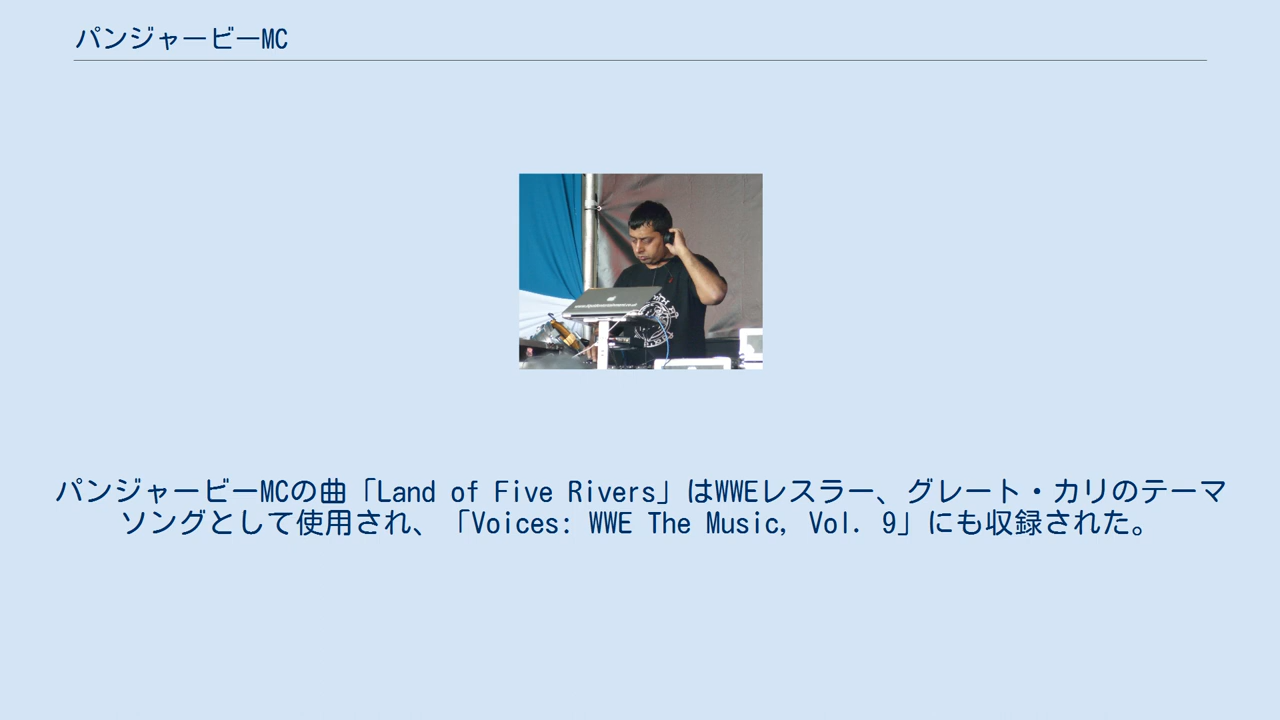 パンジャービーMC
パンジャービーMCの曲「Land of Five Rivers」はWWEレスラー、グレート・カリのテーマ
ソングとして使用され、「Voices: WWE The Music, Vol. 9」にも収録された。